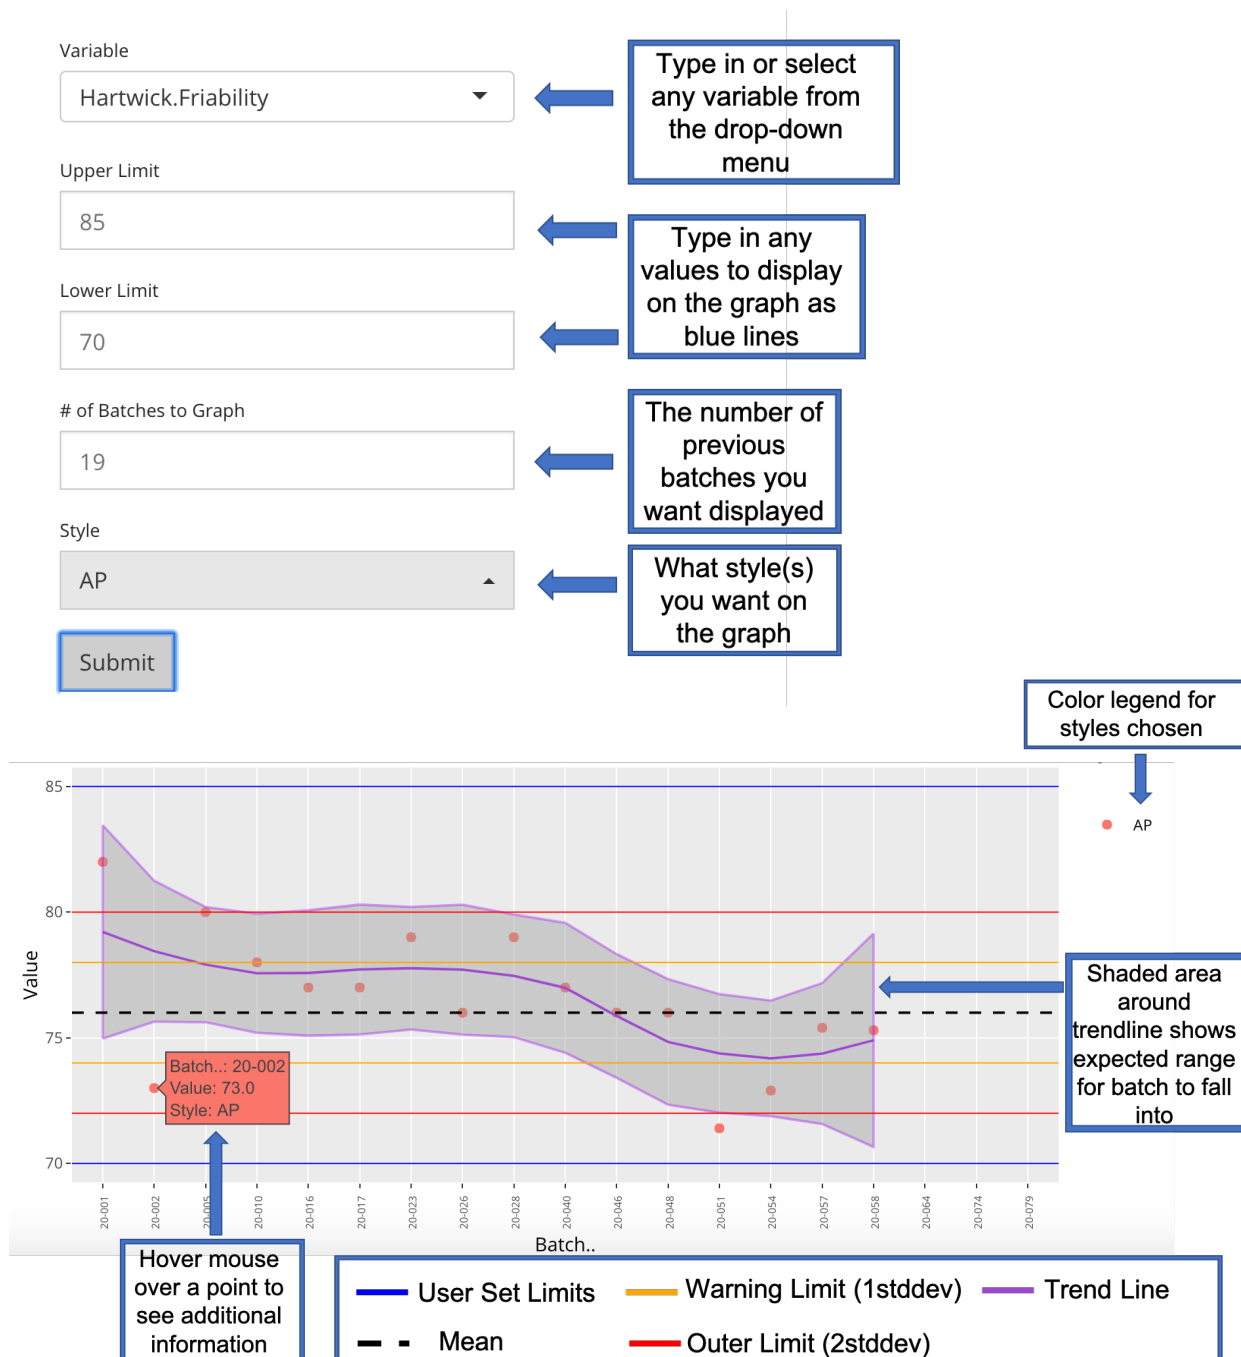 Variable
Hartwick.Friability
Type in or select
any variable from
the drop-down
menu
Upper Limit
85
Type in any
values to display
on the graph as
blue lines
Lower Limit
70
# of Batches to Graph
19
The number of
previous
batches you
want displayed
Style
AP
What style(s)
you want on
the graph
Submit
Color legend for
styles chosen
AP
85
80
75
70
Value
Batch..: 20-002
Value: 73.0
Style: AP
Shaded area
around
trendline shows
expected range
for batch to fall
into
20-001
20-002
20-005
20-010
20-016
20-017
20-023
20-026
20-028
20-040
20-046
20-048
20-051
20-054
20-057
20-058
20-064
20-074
20-079
Batch..
Hover mouse
over a point to
see additional
information
User Set Limits
Warning Limit (1stddev)
Trend Line
Mean
Outer Limit (2stddev)